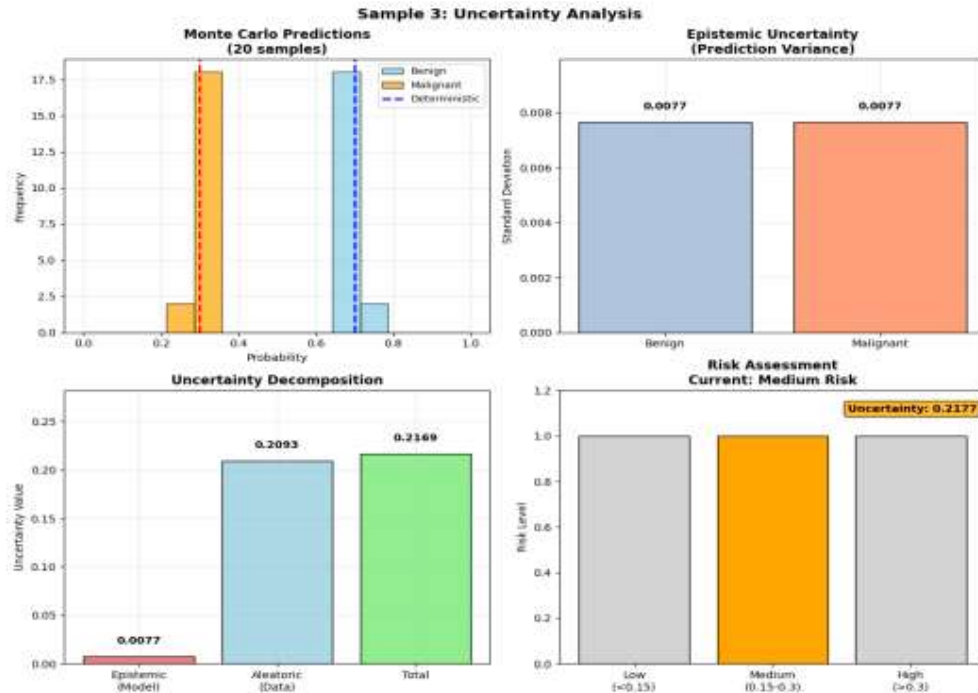 Sample 3: Uncertainty Analysis
Monte Carlo Predictions
(20 samples)
Frequency
17.5
15.0
12.5
10.0
7.5
5.0
2.5
0.0
0.0 0.2 0.4 0.6 0.8 1.0
Probability
Benign
Malignant
Deterministic
Epistemic Uncertainty
(Prediction Variance)
Standard Deviation
0.008
0.006
0.004
0.002
0.000
0.0077 0.0077
Benign Malignant
Uncertainty Decomposition
Uncertainty Value
0.25
0.20
0.15
0.10
0.05
0.00
0.0077 0.2093 0.2169
Epistemic Aleatoric Total
(Model) (Data)
Risk Assessment
Current: Medium Risk
Risk Level
1.2
1.0
0.8
0.6
0.4
0.2
0.0
Uncertainty: 0.2177
Low Medium High
(<0.15) (0.15-0.3) (>0.3)